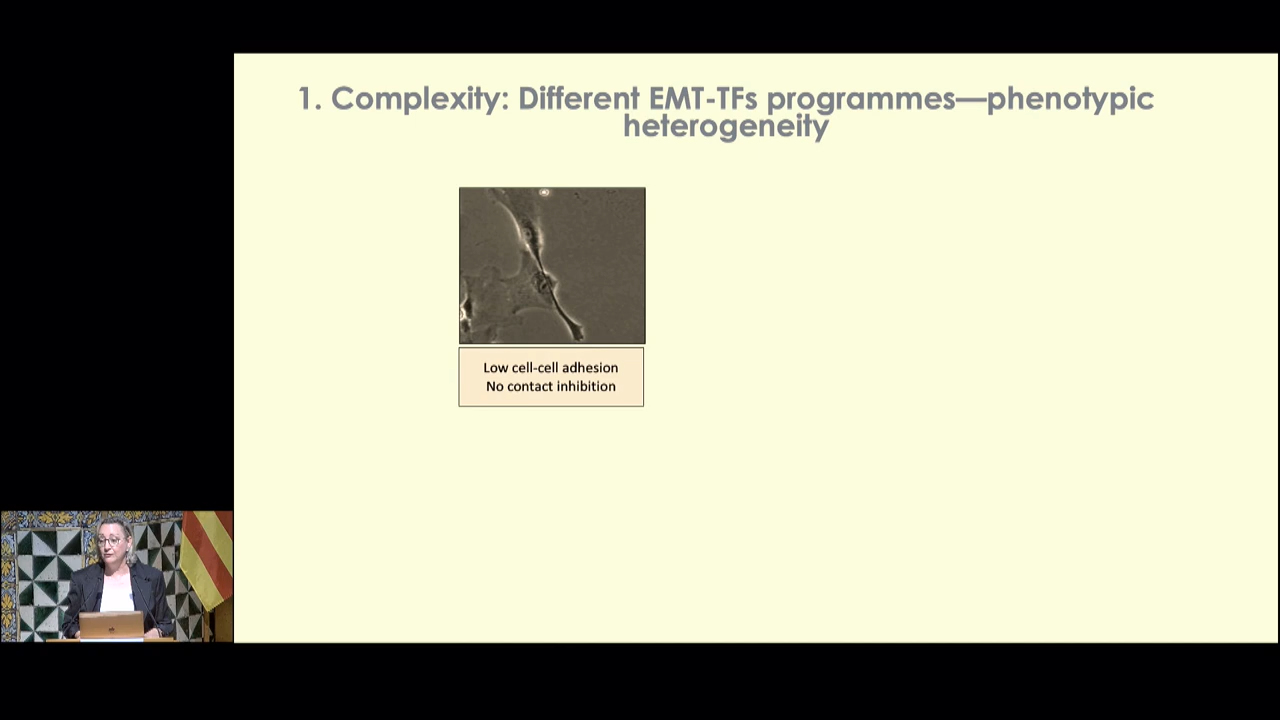 1. Complexity: Different EMT-TFs programmes—phenotypic
heterogeneity
Low cell-cell adhesion
No contact inhibition